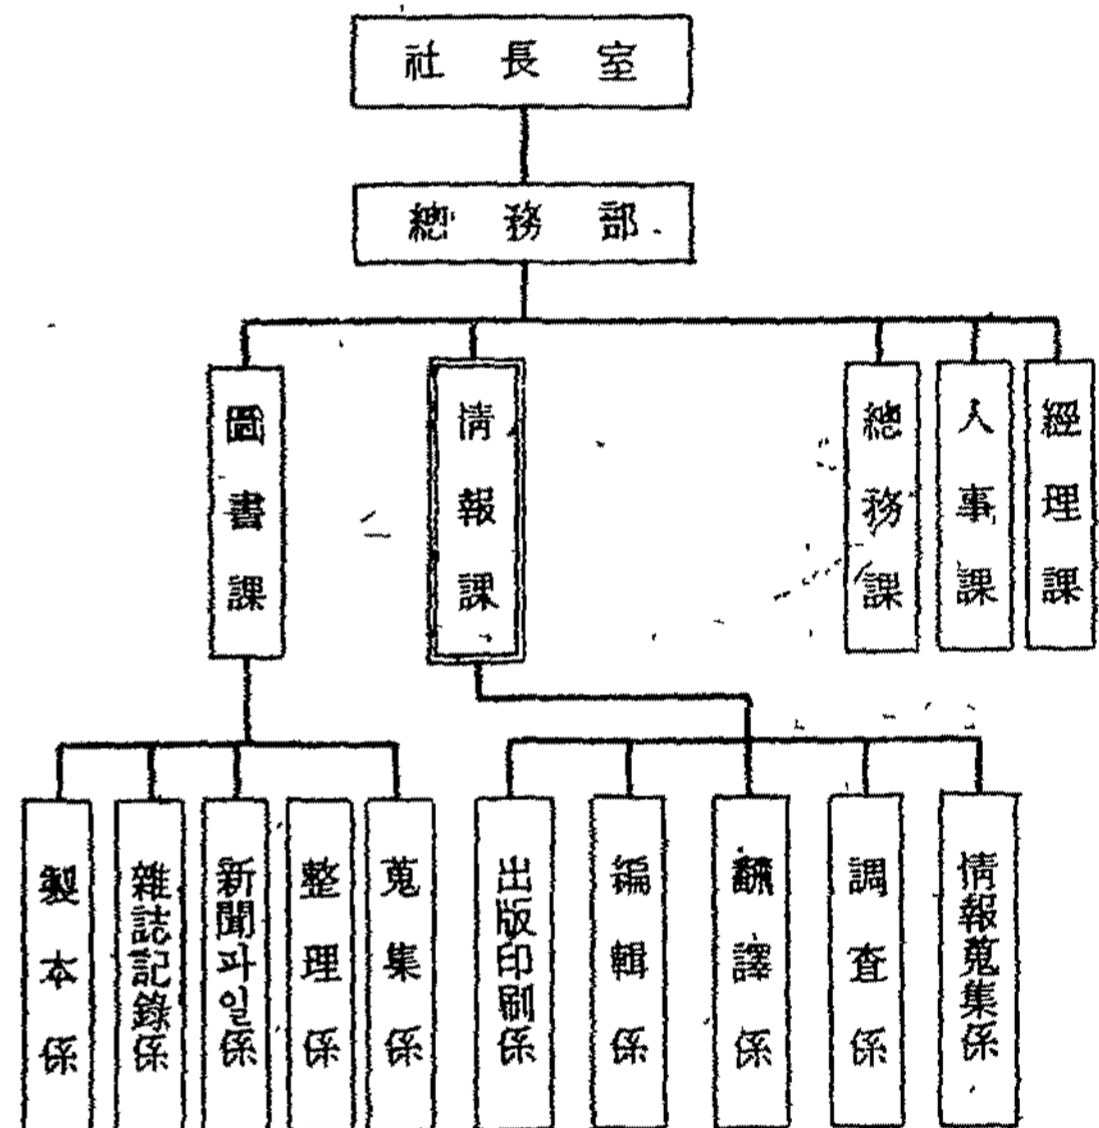 社長室
總務部
圖書課
情報課
總務課
人事課
經理課
製本係
雜誌記錄係
新聞파일係
整理係
蒐集係
出版印刷係
編輯係
飜譯係
調査係
情報蒐集係